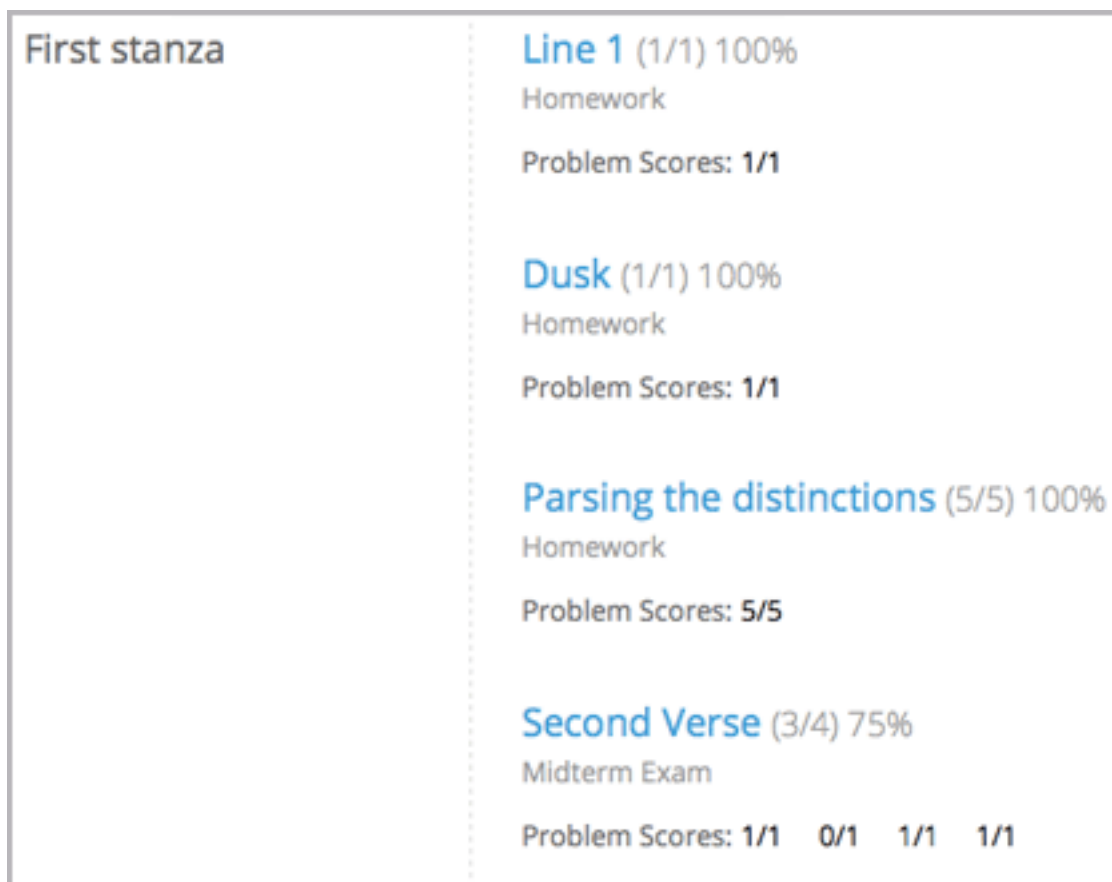 First stanza
Line 1 (1/1) 100%
Homework
Problem Scores: 1/1
Dusk (1/1) 100%
Homework
Problem Scores: 1/1
Parsing the distinctions (5/5) 100%
Homework
Problem Scores: 5/5
Second Verse (3/4) 75%
Midterm Exam
Problem Scores: 1/1 0/1 1/1 1/1